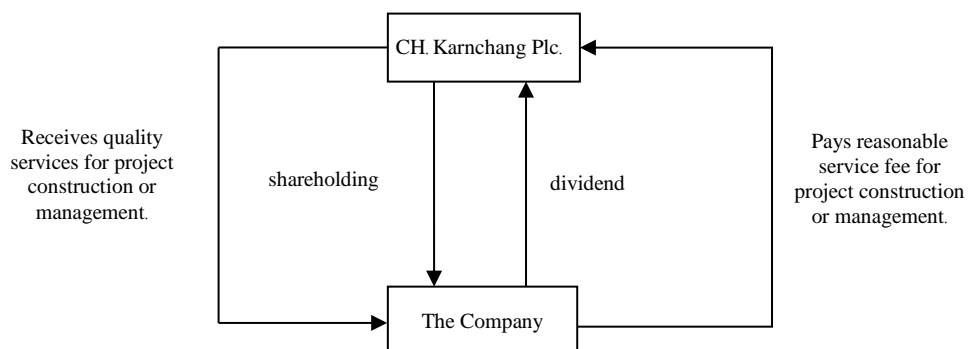 CH. Karnchang Plc.
Receives quality
services for project
construction or
management.
shareholding
dividend
Pays reasonable
service fee for
project construction
or management.
The Company